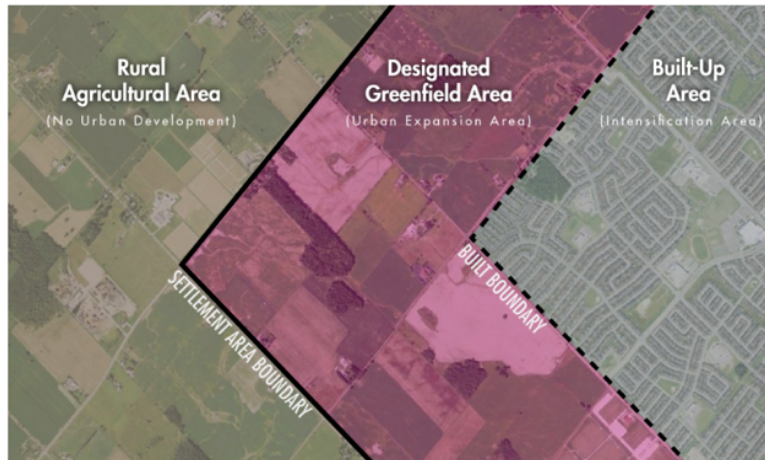 Rural
Agricultural Area
(No Urban Development)
Designated
Greenfield Area
(Urban Expansion Area)
Built-Up
Area
(Intensification Area)
SETTLEMENT AREA BOUNDARY
BUILT BOUNDARY